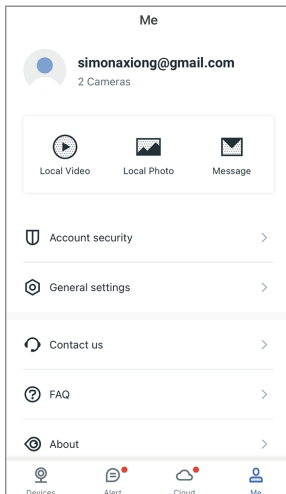 Me
simonaxiong@gmail.com
2 Cameras
Local Video Local Photo Message
Account security
General settings
Contact us
FAQ
About
Devices Alert Cloud Me